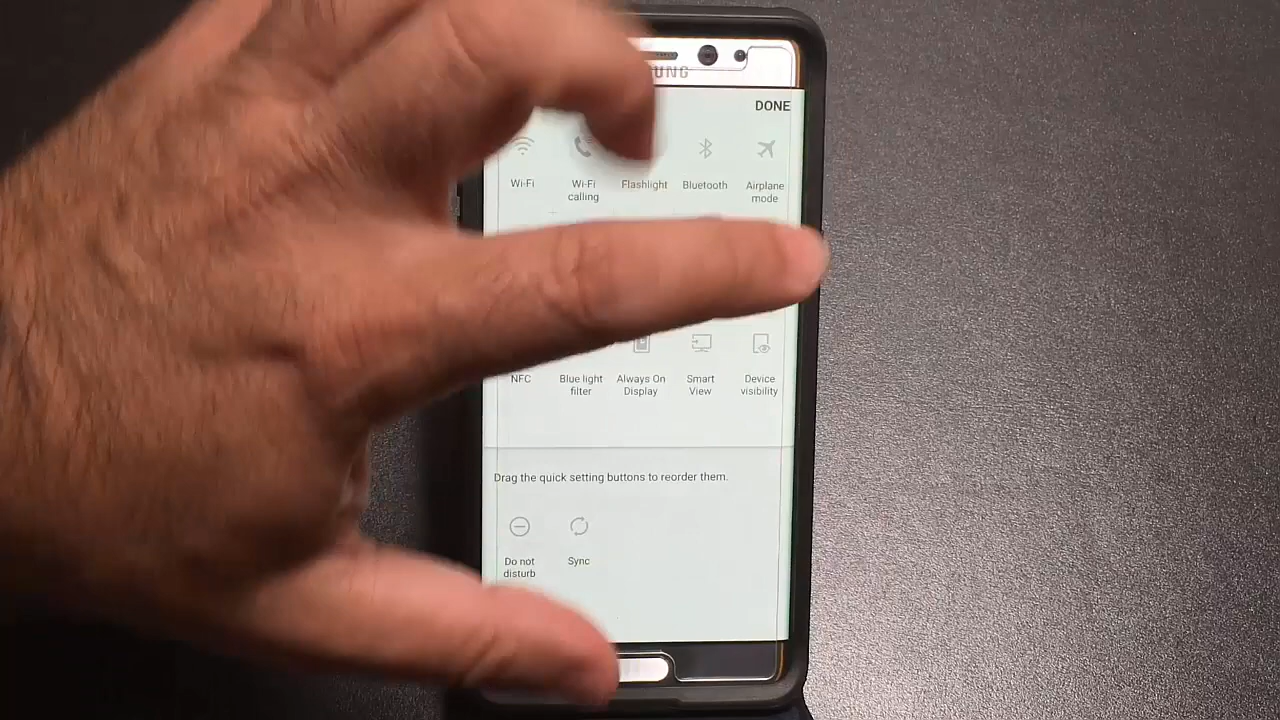 UNG
DONE
Wi-Fi
Wi-Fi
calling
Flashlight
Bluetooth
Airplane
mode
NFC
Blue light
filter
Always On
Display
Smart
View
Device
visibility
Drag the quick setting buttons to reorder them.
Do not
disturb
Sync